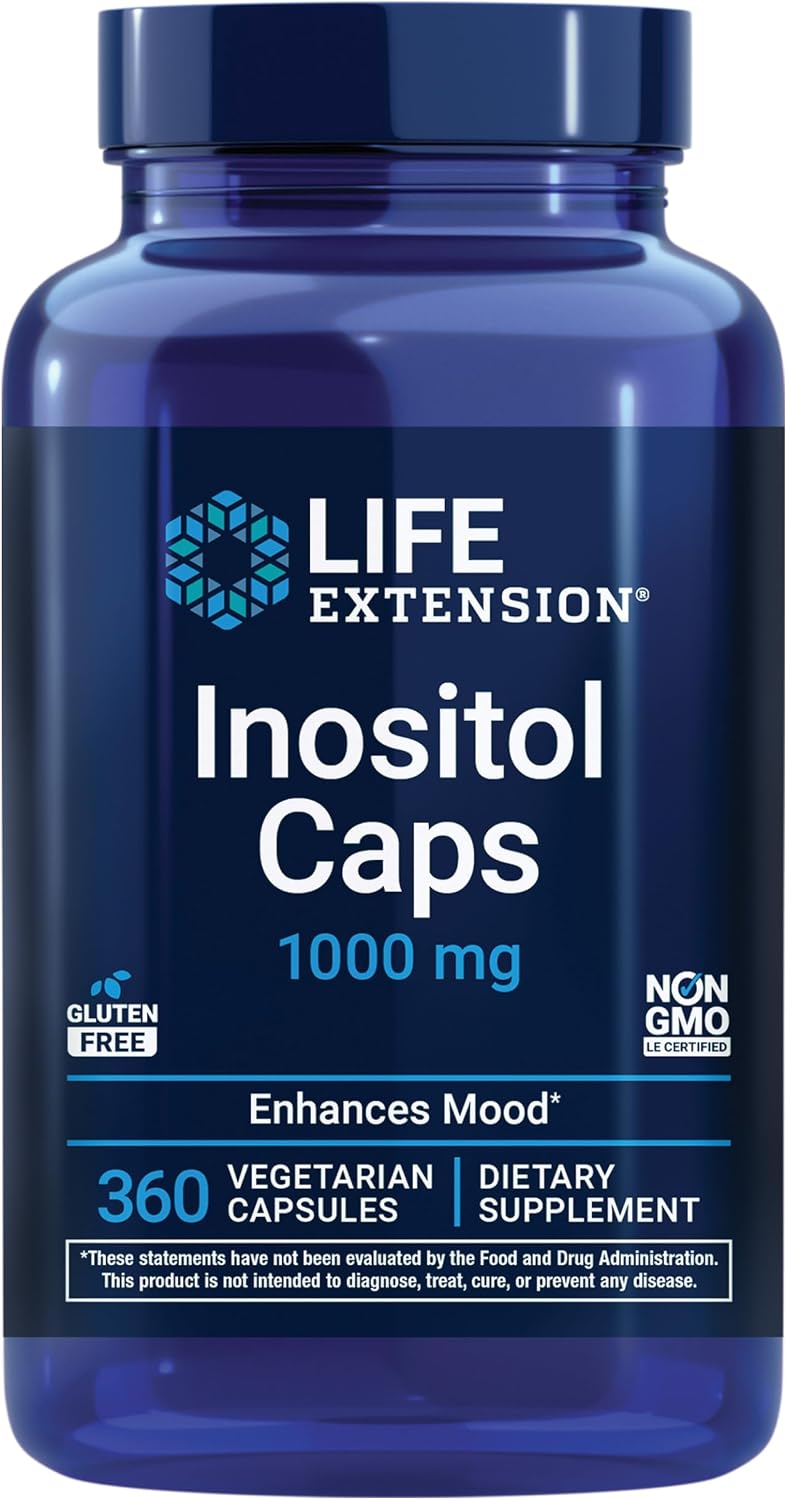 LIFE
EXTENSION®
Inositol
Caps
1000 mg
GLUTEN
FREE
NON
GMO
LE CERTIFIED
Enhances Mood*
360 VEGETARIAN
CAPSULES
DIETARY
SUPPLEMENT
*These statements have not been evaluated by the Food and Drug Administration.
This product is not intended to diagnose, treat, cure, or prevent any disease.